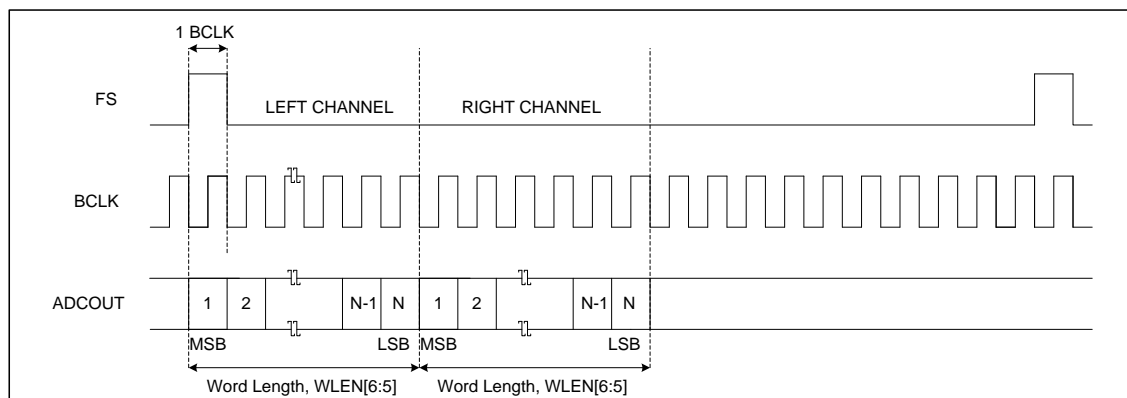 1 BCLK
FS
LEFT CHANNEL
RIGHT CHANNEL
BCLK
ADCOUT
1 2 N-1 N 1 2 N-1 N
MSB LSB MSB LSB
Word Length, WLEN[6:5] Word Length, WLEN[6:5]